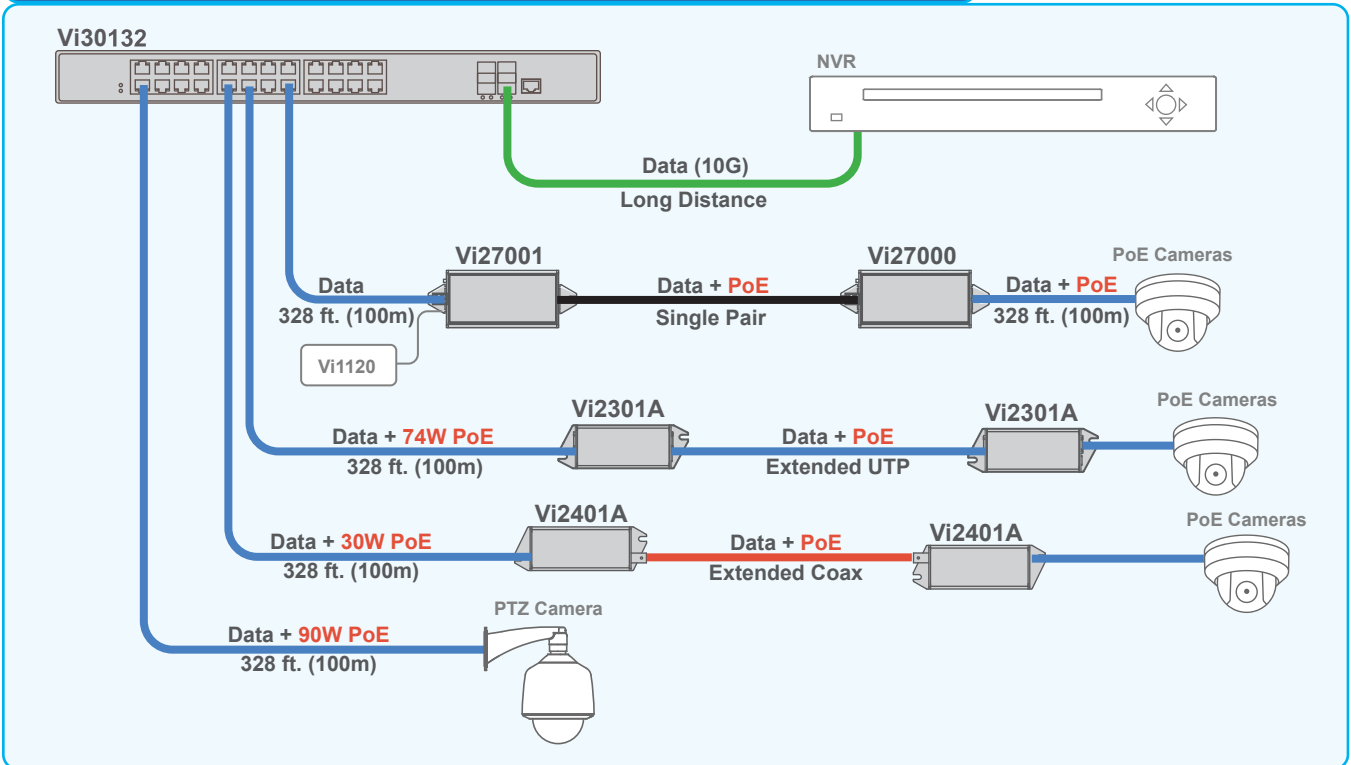 Vi30132
NVR
Data (10G)
Long Distance
Vi27001
Vi27000
PoE Cameras
Data
328 ft. (100m)
Data + PoE
Single Pair
Data + PoE
328 ft. (100m)
Vi1120
Vi2301A
Vi2301A
PoE Cameras
Data + 74W PoE
328 ft. (100m)
Data + PoE
Extended UTP
Vi2401A
Vi2401A
PoE Cameras
Data + 30W PoE
328 ft. (100m)
Data + PoE
Extended Coax
PTZ Camera
Data + 90W PoE
328 ft. (100m)